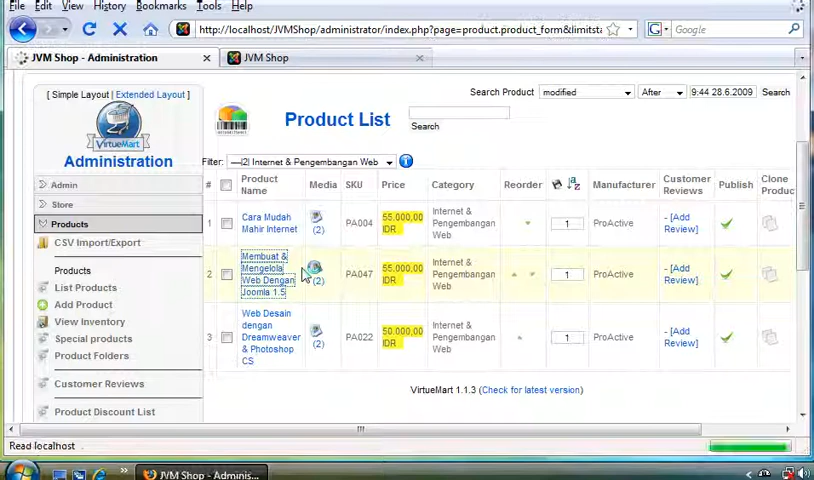 File Edit View History Bookmarks Tools Help
http://localhost/JVMShop/administrator/index.php?page=product.product_form&limitsta
Google
JVM Shop - Administration
JVM Shop
[ Simple Layout | Extended Layout ]
VirtueMart
Administration
Admin
Store
Products
CSV Import/Export
Products
List Products
Add Product
View Inventory
Special products
Product Folders
Customer Reviews
Product Discount List
Search Product modified After 9:44 28.6.2009 Search
Product List
Search
Filter: ---|2| Internet & Pengembangan Web
# Product Name Media SKU Price Category Reorder Manufacturer Customer Reviews Publish Clone Produc
1 Cara Mudah
Mahir Internet
(2)
PA004
55.000,00
IDR
Internet &
Pengembangan
Web
1
ProActive
- [Add
Review]
2 Membuat &
Mengelola
Web Dengan
Joomla 1.5
(2)
PA047
55.000,00
IDR
Internet &
Pengembangan
Web
1
ProActive
- [Add
Review]
3 Web Desain
dengan
Dreamweaver
& Photoshop
CS
(2)
PA022
50.000,00
IDR
Internet &
Pengembangan
Web
1
ProActive
- [Add
Review]
VirtueMart 1.1.3 (Check for latest version)
Read localhost
JVM Shop - Adminis...